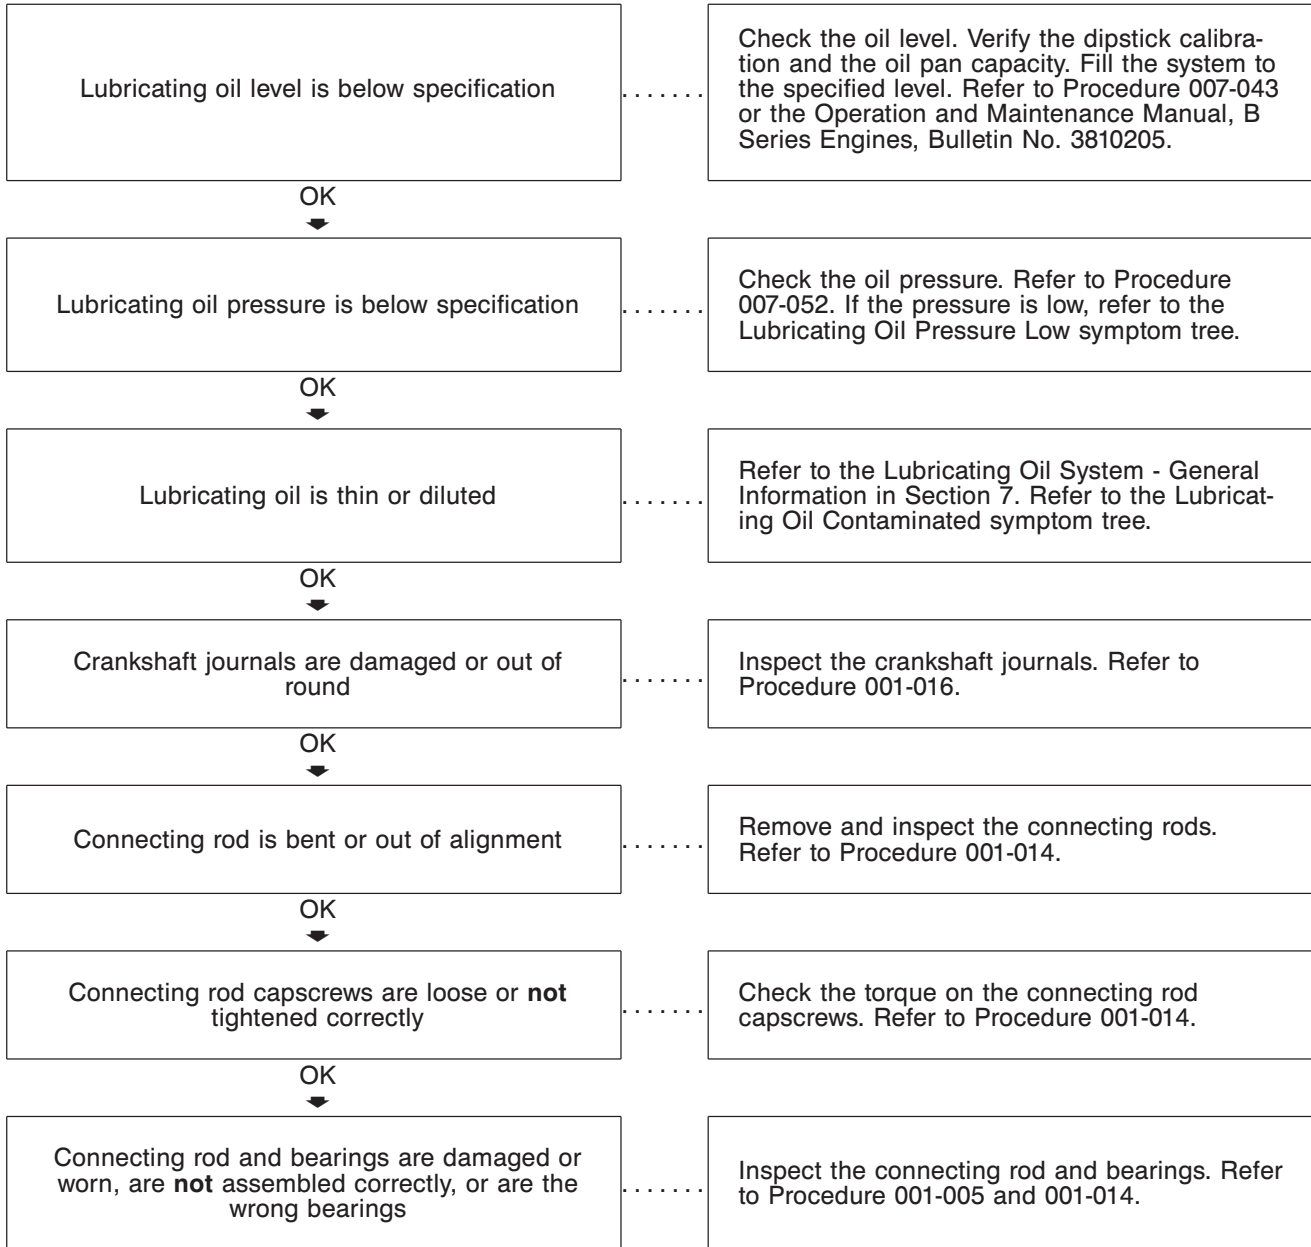 Lubricating oil level is below specification
.......
Check the oil level. Verify the dipstick calibra-
tion and the oil pan capacity. Fill the system to
the specified level. Refer to Procedure 007-043
or the Operation and Maintenance Manual, B
Series Engines, Bulletin No. 3810205.
OK
Lubricating oil pressure is below specification
.......
Check the oil pressure. Refer to Procedure
007-052. If the pressure is low, refer to the
Lubricating Oil Pressure Low symptom tree.
OK
Lubricating oil is thin or diluted
.......
Refer to the Lubricating Oil System - General
Information in Section 7. Refer to the Lubricat-
ing Oil Contaminated symptom tree.
OK
Crankshaft journals are damaged or out of
round
.......
Inspect the crankshaft journals. Refer to
Procedure 001-016.
OK
Connecting rod is bent or out of alignment
.......
Remove and inspect the connecting rods.
Refer to Procedure 001-014.
OK
Connecting rod capscrews are loose or not
tightened correctly
.......
Check the torque on the connecting rod
capscrews. Refer to Procedure 001-014.
OK
Connecting rod and bearings are damaged or
worn, are not assembled correctly, or are the
wrong bearings
.......
Inspect the connecting rod and bearings. Refer
to Procedure 001-005 and 001-014.